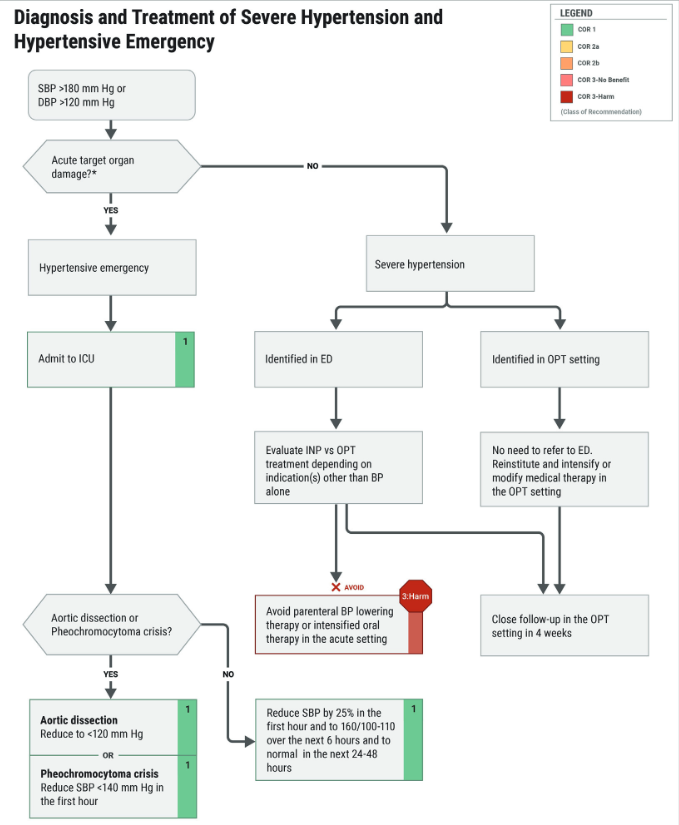 Diagnosis and Treatment of Severe Hypertension and
Hypertensive Emergency
LEGEND
COR 1
COR 2a
COR 2b
COR 3-No Benefit
COR 3-Harm
(Class of Recommendation)
SBP >180 mm Hg or
DBP >120 mm Hg
Acute target organ
damage?*
NO
YES
Hypertensive emergency
Severe hypertension
Admit to ICU
1
Identified in ED
Identified in OPT setting
Evaluate INP vs OPT
treatment depending on
indication(s) other than BP
alone
No need to refer to ED.
Reinstitute and intensify or
modify medical therapy in
the OPT setting
AVOID
3:Harm
Avoid parenteral BP lowering
therapy or intensified oral
therapy in the acute setting
Close follow-up in the OPT
setting in 4 weeks
Aortic dissection or
Pheochromocytoma crisis?
YES
NO
Aortic dissection
Reduce to <120 mm Hg
1
OR
Pheochromocytoma crisis
Reduce SBP <140 mm Hg in
the first hour
1
Reduce SBP by 25% in the
first hour and to 160/100-110
over the next 6 hours and to
normal in the next 24-48
hours
1